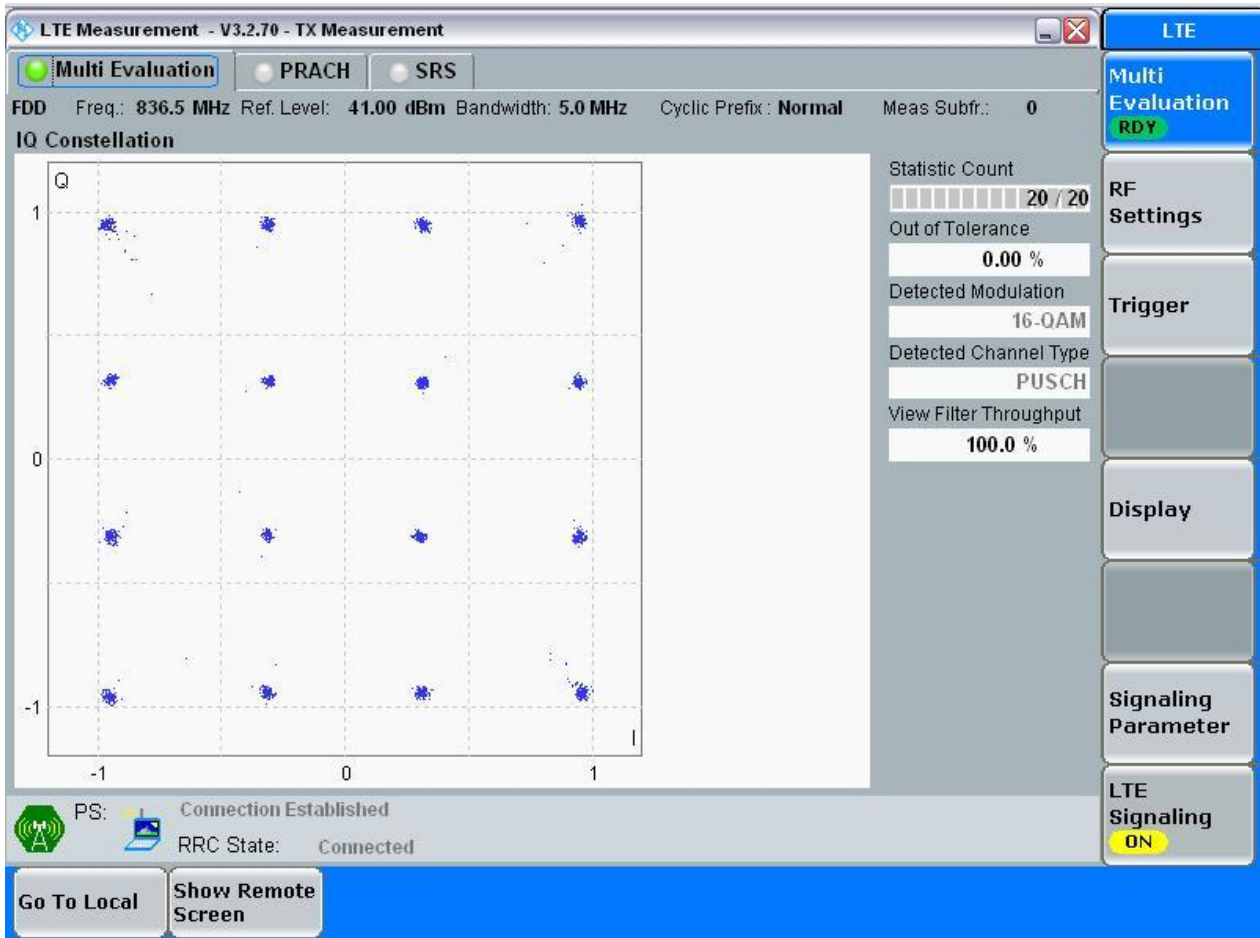 LTE Measurement - V3.2.70 - TX Measurement
LTE
Multi Evaluation PRACH SRS
FDD Freq.: 836.5 MHz Ref. Level: 41.00 dBm Bandwidth: 5.0 MHz Cyclic Prefix : Normal Meas Subfr.: 0
IQ Constellation
Q
1
0
-1
I
-1 0 1
Statistic Count
20 / 20
Out of Tolerance
0.00 %
Detected Modulation
16-QAM
Detected Channel Type
PUSCH
View Filter Throughput
100.0 %
Multi
Evaluation
RDY
RF
Settings
Trigger
Display
Signaling
Parameter
LTE
Signaling
ON
PS: Connection Established
RRC State: Connected
Go To Local
Show Remote
Screen